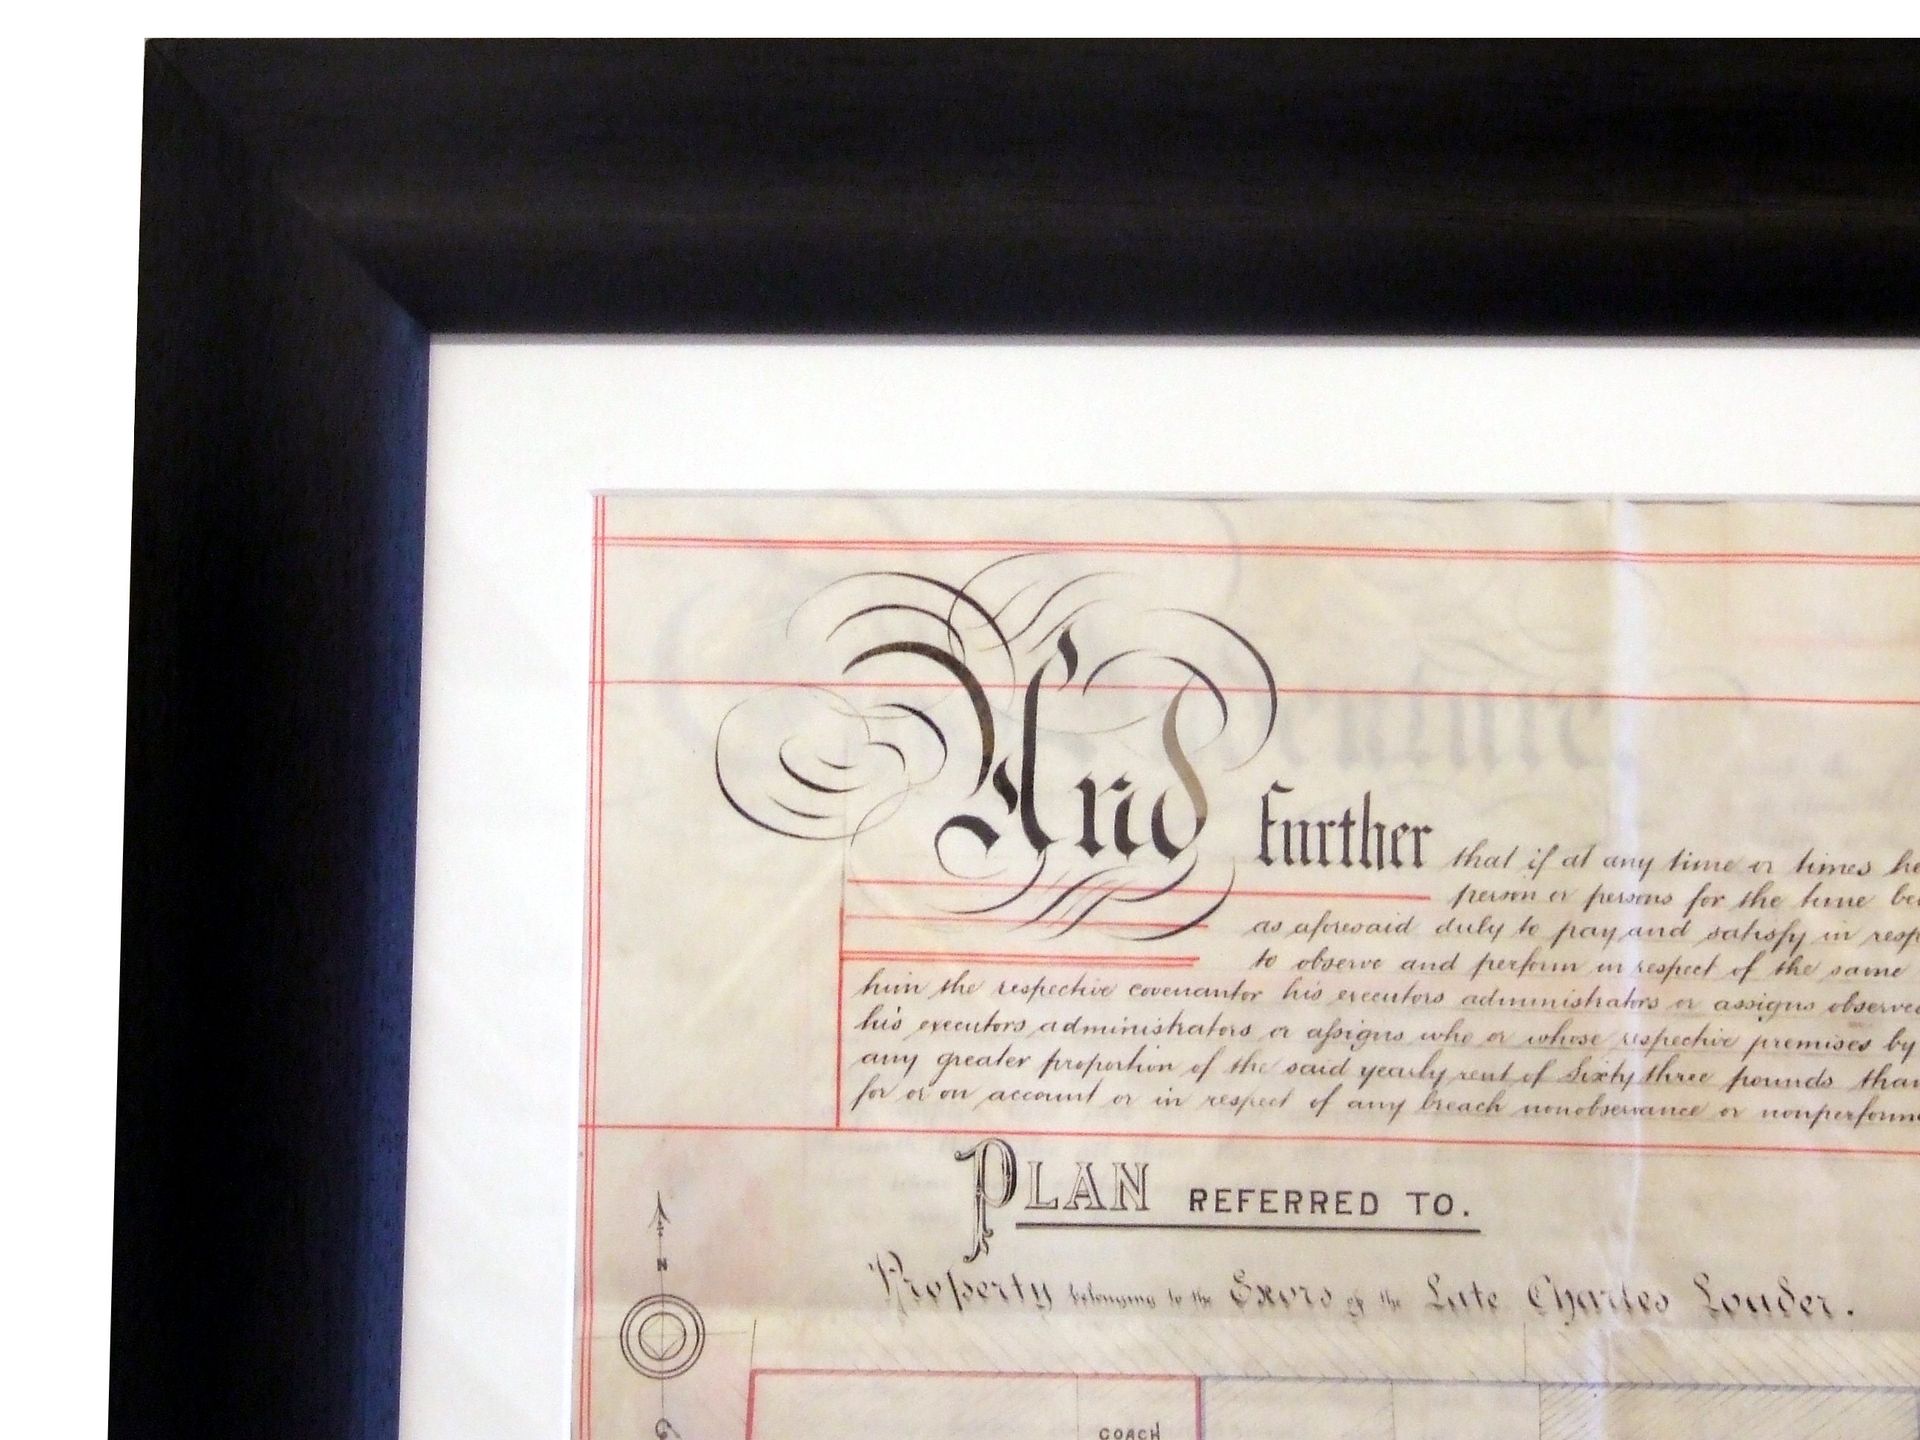 And further that if at any time or times he
person or persons for the time be
as aforesaid duly to pay and satisfy in resp
to observe and perform in respect of the same
him the respective covenantor his executors administrators or assigns observe
his executors administrators or assigns who or whose respective premises by
any greater proportion of the said yearly rent of Sixty three pounds than
for or on account or in respect of any breach nonobservance or nonperform
PLAN REFERRED TO.
N
Property belonging to the Exors of the Late Charles Louder.
COACH